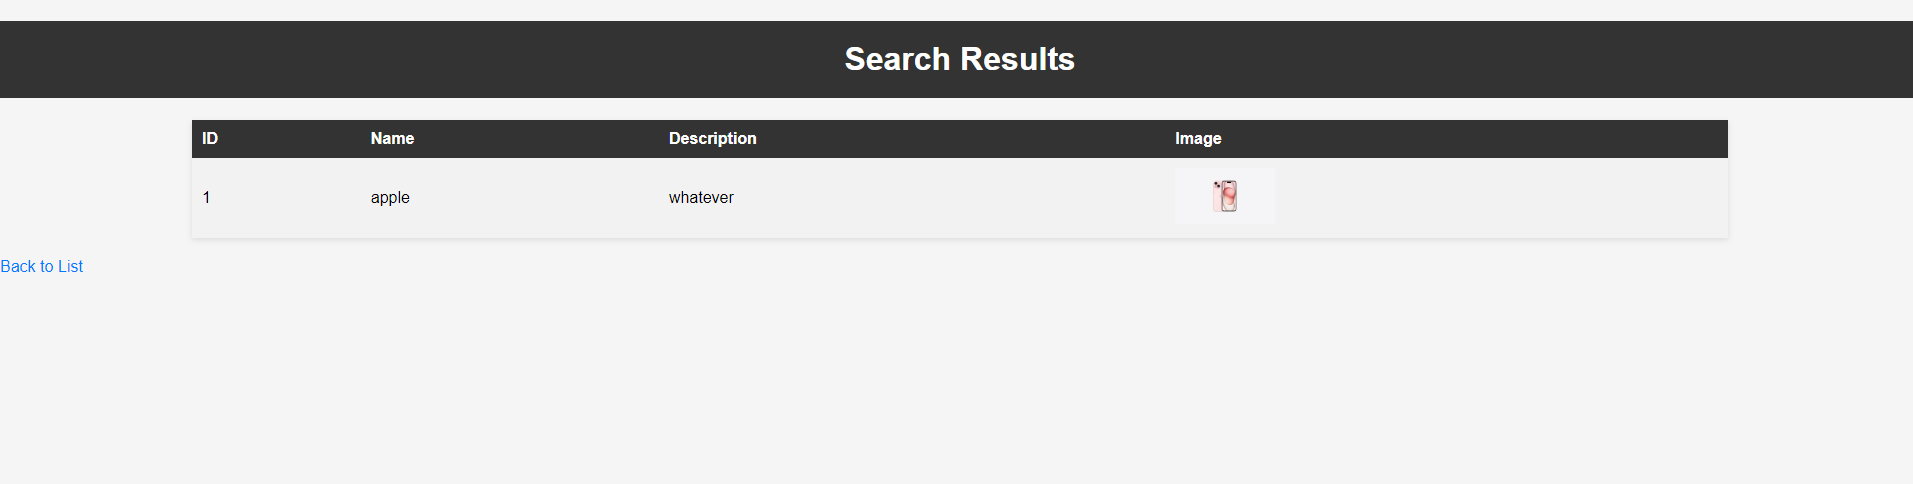 Search Results
ID Name Description Image
1 apple whatever
Back to List